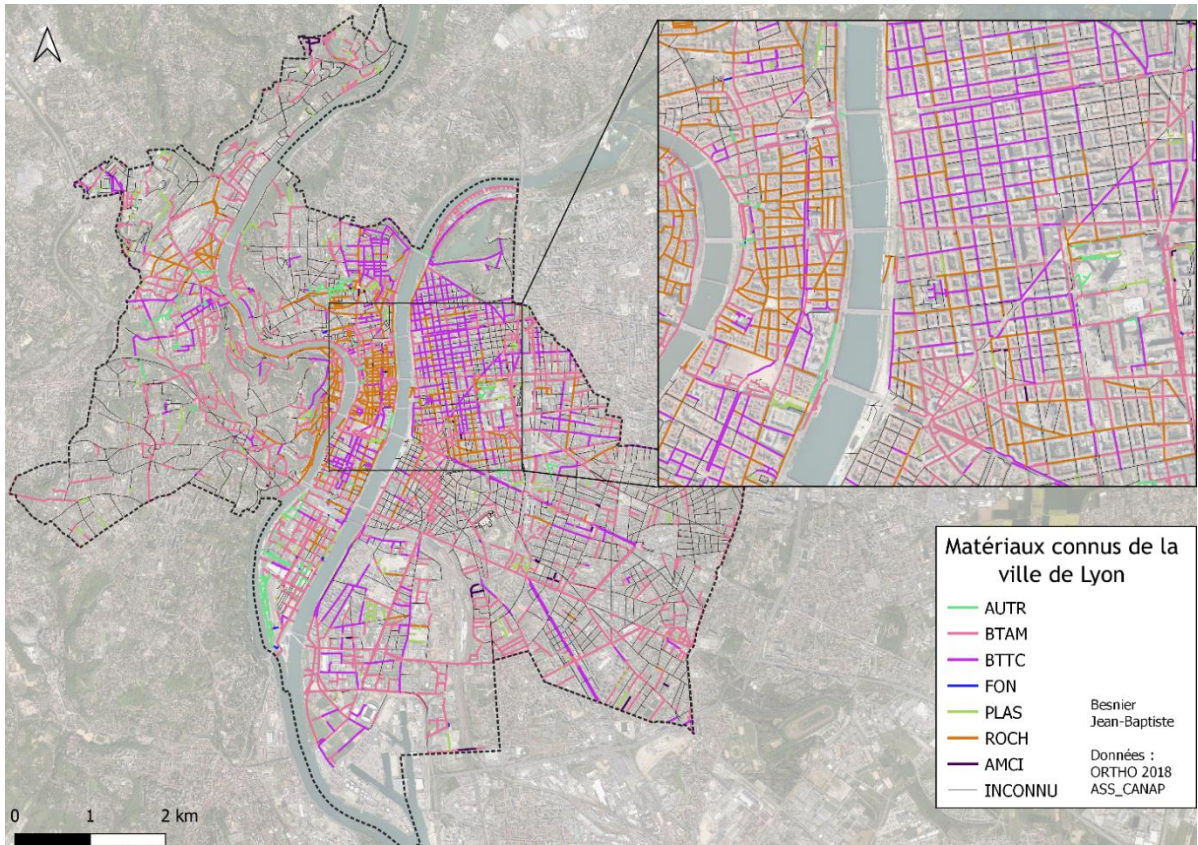 Matériaux connus de la
ville de Lyon
AUTR
BTAM
BTTC
FON
PLAS
ROCH
AMCI
INCONNU
Besnier
Jean-Baptiste
Données :
ORTHO 2018
ASS_CANAP
0 1 2 km